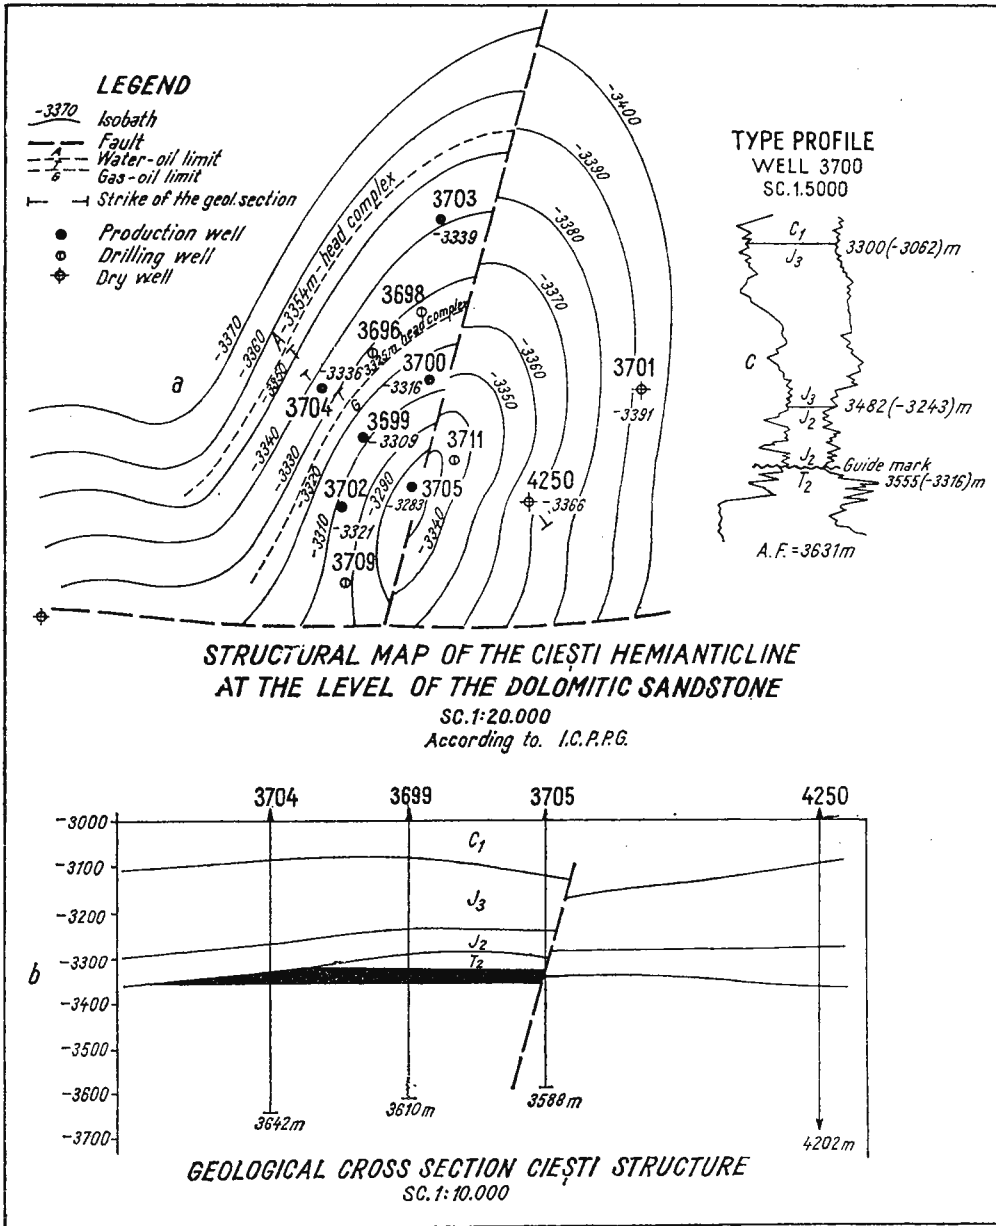 LEGEND
-3370
Isobath
Fault
A
Water-oil limit
G
Gas-oil limit
Strike of the geol. section
Production well
Drilling well
Dry well
a
-3400
-3390
-3380
-3370
-3360
-3350
-3340
-3370
-3360
-3350
-3340
-3330
-3320
-3310
-3290
A-3354m-head complex
G
3325m head complex
T
T
3703
-3339
3698
3696
-3336
3704
3700
-3316
3699
-3309
3711
3702
-3321
3705
-3283
3709
3701
-3391
4250
-3366
TYPE PROFILE
WELL 3700
SC.1:5000
C1
J3
3300(-3062)m
C
J3
J2
3482(-3243)m
J2
T2
Guide mark
3555(-3316)m
A.F.=3631m
STRUCTURAL MAP OF THE CIEȘTI HEMIANTICLINE
AT THE LEVEL OF THE DOLOMITIC SANDSTONE
SC.1:20.000
According to. I.C.P.P.G.
3704 3699 3705 4250
-3000
-3100
-3200
-3300
-3400
-3500
-3600
-3700
b
C1
J3
J2
T2
3642m
3610m
3588m
4202m
GEOLOGICAL CROSS SECTION CIEȘTI STRUCTURE
SC.1:10.000